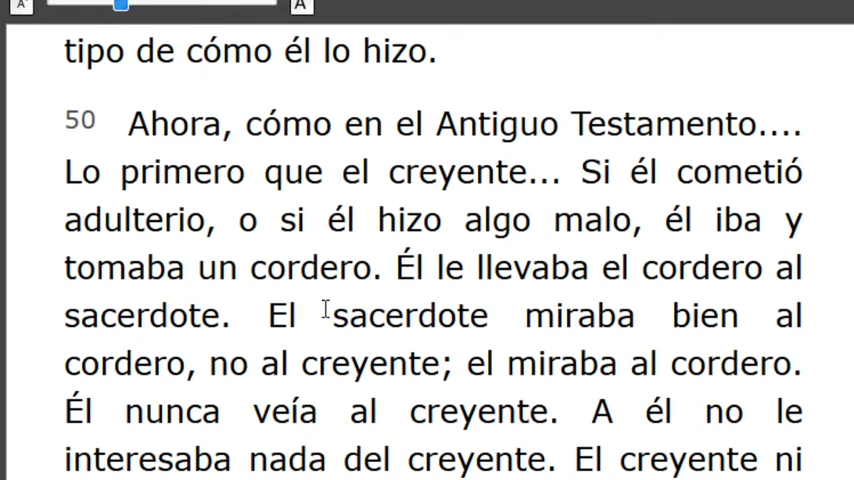 A
A
tipo de cómo él lo hizo.
50 Ahora, cómo en el Antiguo Testamento....
Lo primero que el creyente... Si él cometió
adulterio, o si él hizo algo malo, él iba y
tomaba un cordero. Él le llevaba el cordero al
sacerdote. El sacerdote miraba bien al
cordero, no al creyente; el miraba al cordero.
Él nunca veía al creyente. A él no le
interesaba nada del creyente. El creyente ni